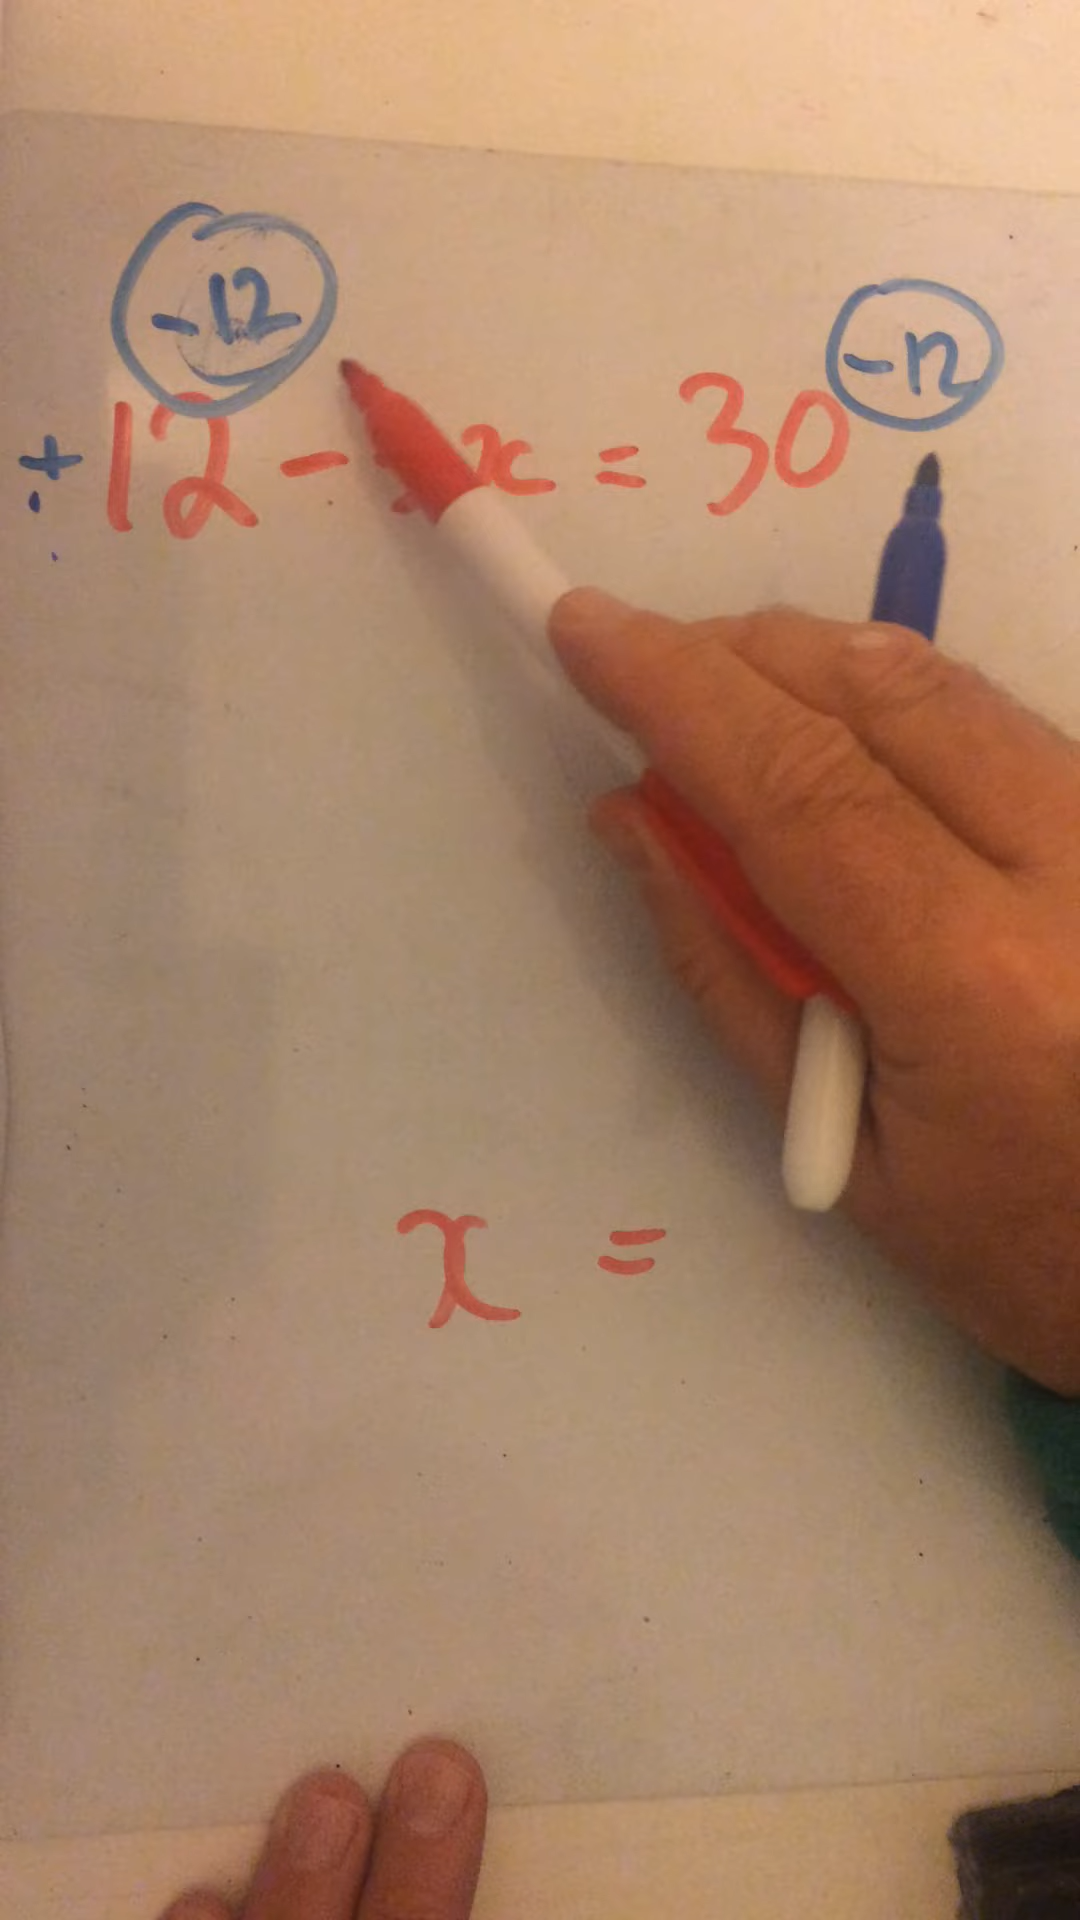 -12 -12
+12 - x = 30
x =